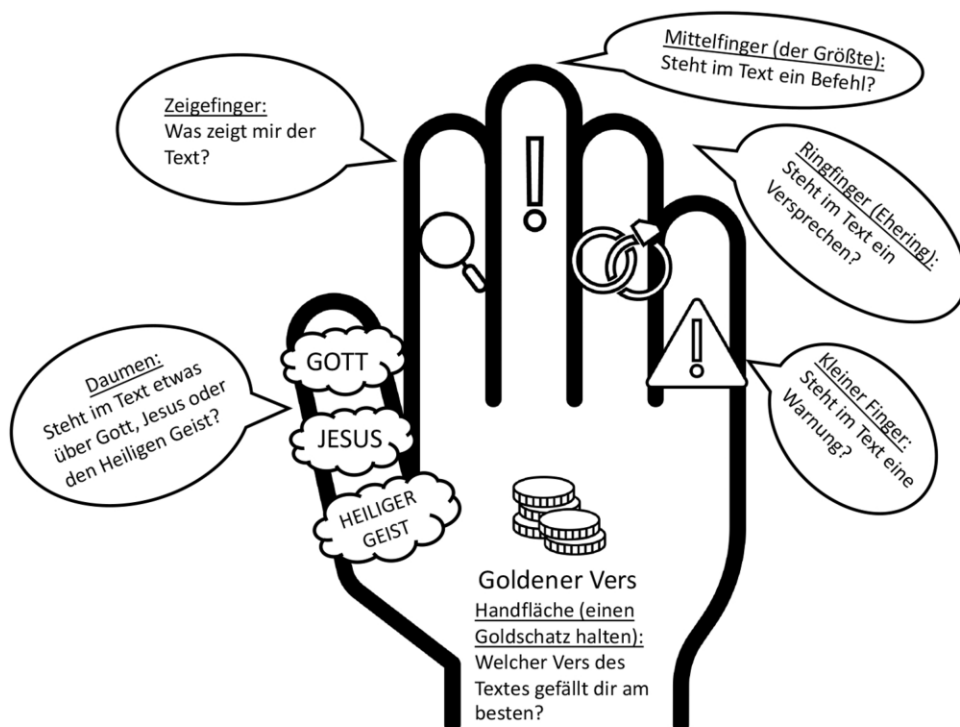 Mittelfinger (der Größte):
Steht im Text ein Befehl?
Zeigefinger:
Was zeigt mir der
Text?
Ringfinger (Ehering):
Steht im Text ein
Versprechen?
Daumen:
Steht im Text etwas
über Gott, Jesus oder
den Heiligen Geist?
GOTT
JESUS
HEILIGER
GEIST
Kleiner Finger:
Steht im Text eine
Warnung?
Goldener Vers
Handfläche (einen
Goldschatz halten):
Welcher Vers des
Textes gefällt dir am
besten?